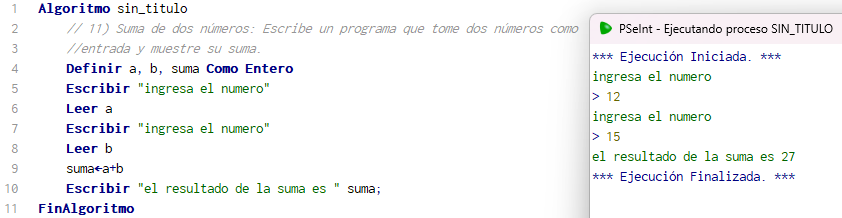 1 Algoritmo sin_titulo
2 // 11) Suma de dos números: Escribe un programa que tome dos números como
3 //entrada y muestre su suma.
4 Definir a, b, suma Como Entero
5 Escribir "ingresa el numero"
6 Leer a
7 Escribir "ingresa el numero"
8 Leer b
9 suma←a+b
10 Escribir "el resultado de la suma es " suma;
11 FinAlgoritmo
PSeInt - Ejecutando proceso SIN_TITULO
*** Ejecución Iniciada. ***
ingresa el numero
> 12
ingresa el numero
> 15
el resultado de la suma es 27
*** Ejecución Finalizada. ***